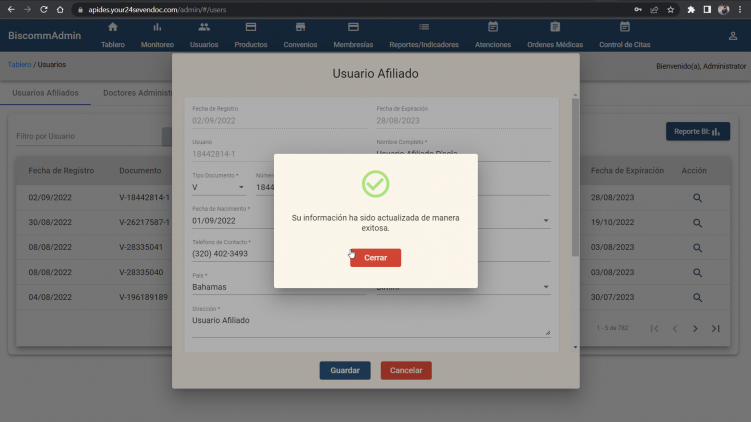 apides.your24sevendoc.com/admin/#/users
BiscommAdmin
Tablero
Monitoreo
Usuarios
Productos
Convenios
Membresías
Reportes/Indicadores
Atenciones
Ordenes Médicas
Control de Citas
Tablero / Usuarios
Bienvenido(a), Administrator
Usuarios Afiliados
Doctores Administ
Filtro por Usuario
Reporte BI:
Fecha de Registro
Documento
Fecha de Expiración
Acción
02/09/2022
V-18442814-1
28/08/2023
30/08/2022
V-26217587-1
19/10/2022
08/08/2022
V-28335041
03/08/2023
08/08/2022
V-28335040
03/08/2023
04/08/2022
V-196189189
30/07/2023
1 - 5 de 782
Usuario Afiliado
Fecha de Registro
02/09/2022
Fecha de Expiración
28/08/2023
Usuario
18442814-1
Nombre Completo *
Tipo Documento *
V
Fecha de Nacimiento *
01/09/2022
Teléfono de Contacto *
(320) 402-3493
País *
Bahamas
Dirección *
Usuario Afiliado
Guardar
Cancelar
Su información ha sido actualizada de manera
exitosa.
Cerrar